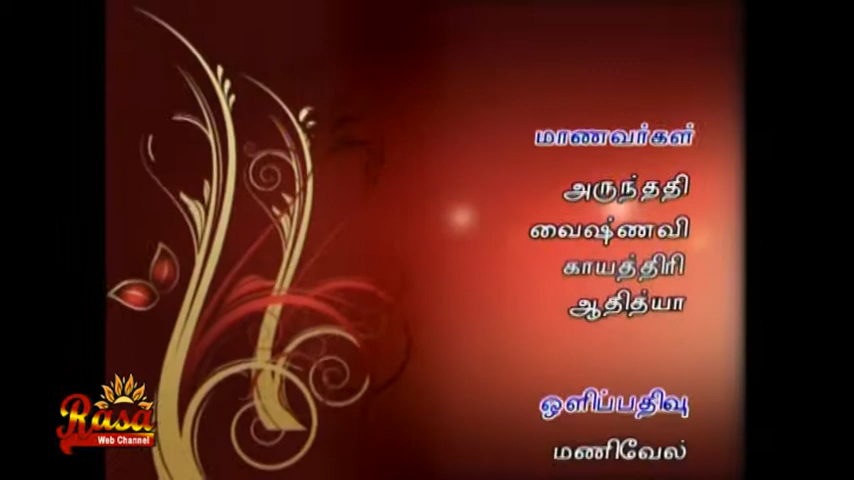 மாணவர்கள்
அருந்ததி
வைஷ்ணவி
காயத்திரி
ஆதித்யா
ஒளிப்பதிவு
மணிவேல்
Rasa
Web Channel